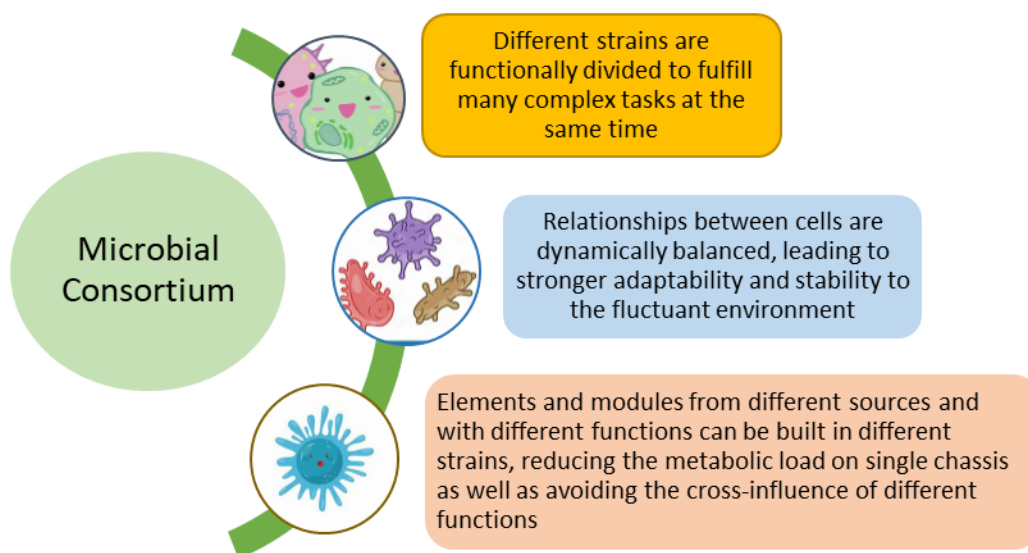 Different strains are
functionally divided to fulfill
many complex tasks at the
same time
Microbial
Consortium
Relationships between cells are
dynamically balanced, leading to
stronger adaptability and stability to
the fluctuant environment
Elements and modules from different sources and
with different functions can be built in different
strains, reducing the metabolic load on single chassis
as well as avoiding the cross-influence of different
functions